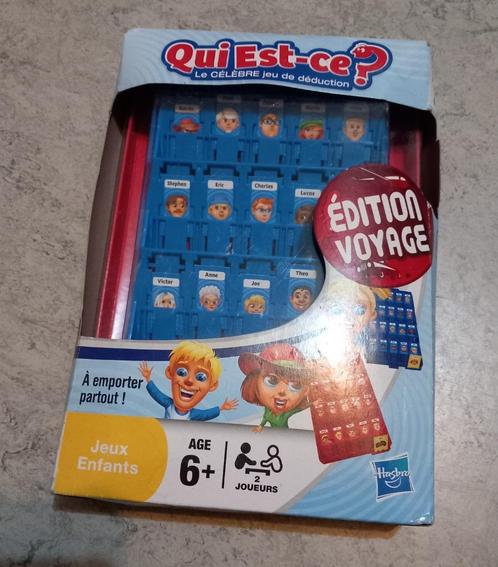 Qui Est-ce?
Le CÉLÈBRE jeu de déduction
Stephen
Eric
Charles
Lucas
ÉDITION
VOYAGE
Victor
Anne
Joe
Theo
À emporter
partout !
Jeux
Enfants
AGE
6+
2
JOUEURS
Hasbro